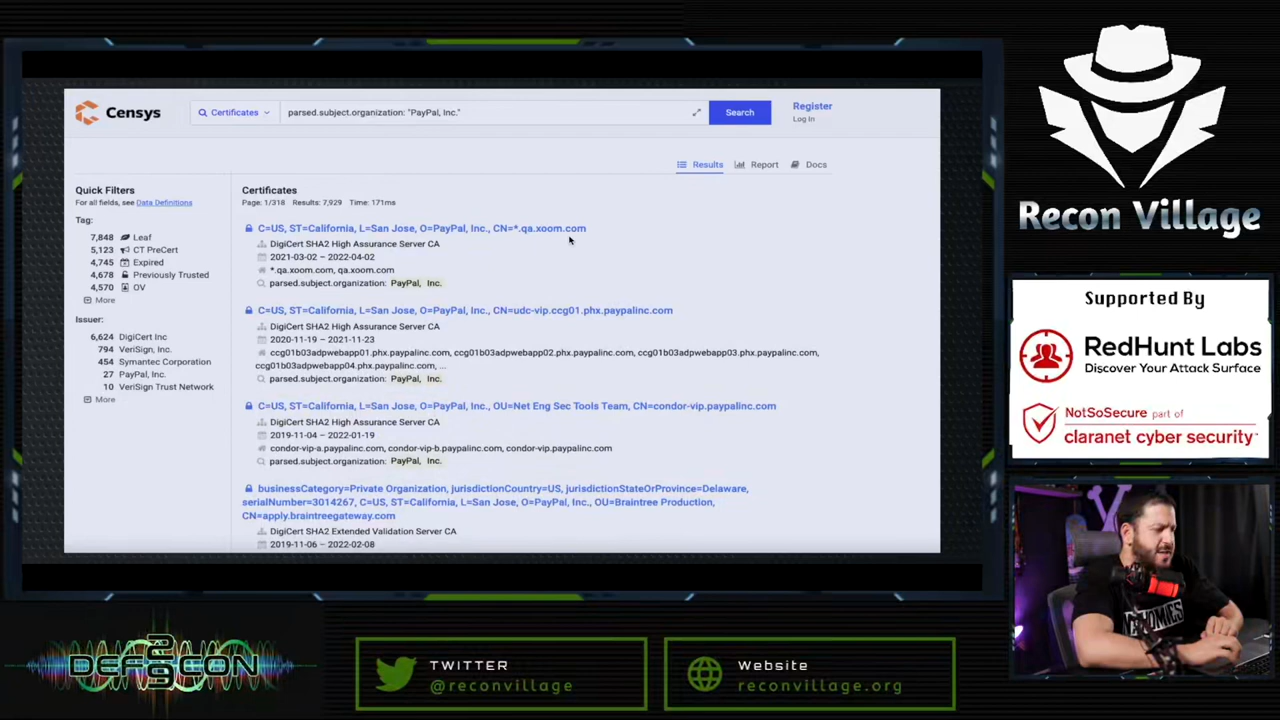 Censys
Certificates
parsed.subject.organization: "PayPal, Inc."
Search
Register
Log In
Results
Report
Docs
Quick Filters
For all fields, see Data Definitions
Tag:
7,848 Leaf
5,123 CT PreCert
4,745 Expired
4,678 Previously Trusted
4,570 OV
More
Issuer:
6,624 DigiCert Inc
794 VeriSign, Inc.
454 Symantec Corporation
27 PayPal, Inc.
10 VeriSign Trust Network
More
Certificates
Page: 1/318 Results: 7,929 Time: 171ms
C=US, ST=California, L=San Jose, O=PayPal, Inc., CN=*.qa.xoom.com
DigiCert SHA2 High Assurance Server CA
2021-03-02 – 2022-04-02
*.qa.xoom.com, qa.xoom.com
parsed.subject.organization: PayPal, Inc.
C=US, ST=California, L=San Jose, O=PayPal, Inc., CN=udc-vip.ccg01.phx.paypalinc.com
DigiCert SHA2 High Assurance Server CA
2020-11-19 – 2021-11-23
ccg01b03adpwebapp01.phx.paypalinc.com, ccg01b03adpwebapp02.phx.paypalinc.com, ccg01b03adpwebapp03.phx.paypalinc.com,
ccg01b03adpwebapp04.phx.paypalinc.com, ...
parsed.subject.organization: PayPal, Inc.
C=US, ST=California, L=San Jose, O=PayPal, Inc., OU=Net Eng Sec Tools Team, CN=condor-vip.paypalinc.com
DigiCert SHA2 High Assurance Server CA
2019-11-04 – 2022-01-19
condor-vip-a.paypalinc.com, condor-vip-b.paypalinc.com, condor-vip.paypalinc.com
parsed.subject.organization: PayPal, Inc.
businessCategory=Private Organization, jurisdictionCountry=US, jurisdictionStateOrProvince=Delaware,
serialNumber=3014267, C=US, ST=California, L=San Jose, O=PayPal, Inc., OU=Braintree Production,
CN=apply.braintreegateway.com
DigiCert SHA2 Extended Validation Server CA
2019-11-06 – 2022-02-08
Recon Village
Supported By
RedHunt Labs
Discover Your Attack Surface
NotSoSecure part of
claranet cyber security™
DEF CON
29
TWITTER
@reconvillage
Website
reconvillage.org